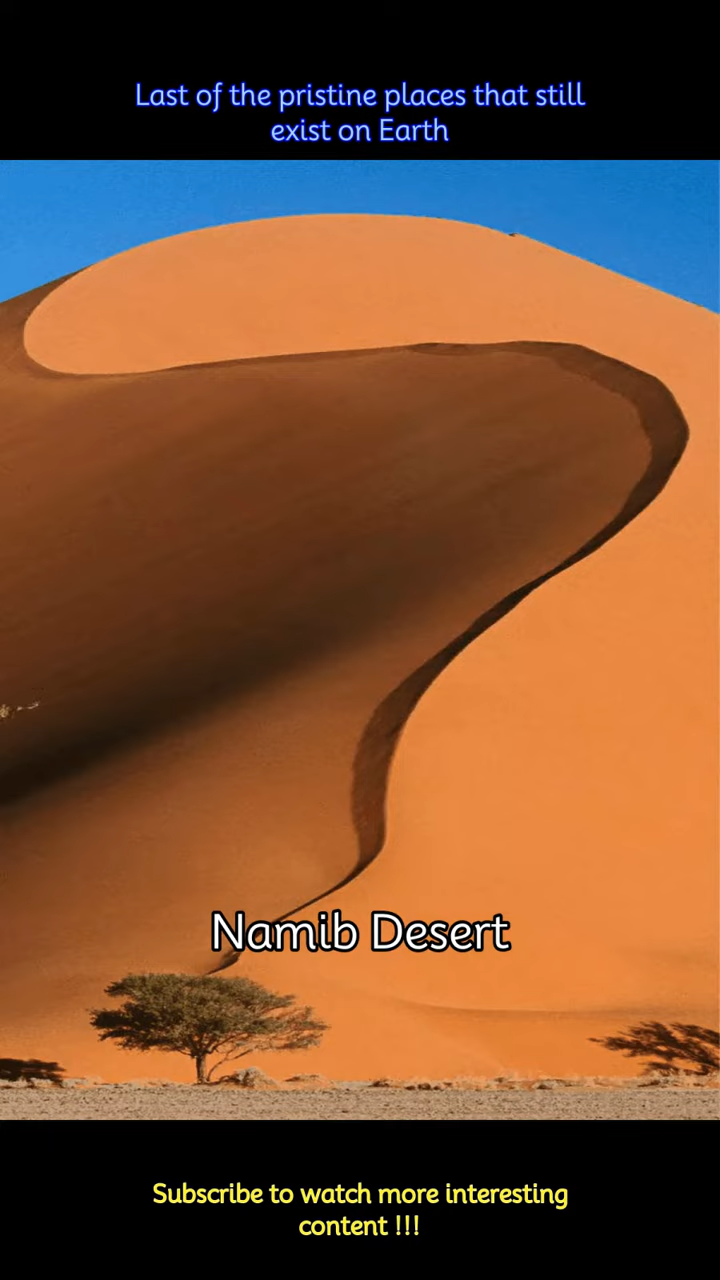 Last of the pristine places that still
exist on Earth
Namib Desert
Subscribe to watch more interesting
content !!!